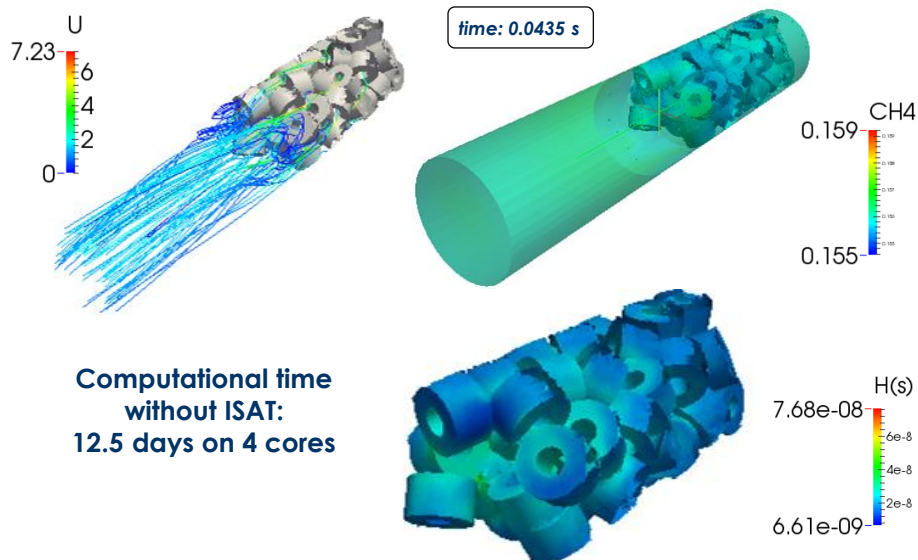 U
7.23
6
4
2
0
time: 0.0435 s
CH4
0.159
0.155
Computational time
without ISAT:
12.5 days on 4 cores
H(s)
7.68e-08
6e-8
4e-8
2e-8
6.61e-09